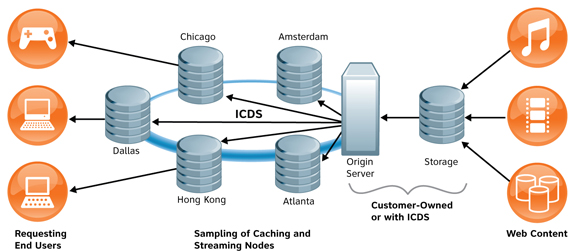 Chicago
Amsterdam
ICDS
Dallas
Hong Kong
Atlanta
Origin
Server
Storage
Customer-Owned
or with ICDS
Requesting
End Users
Sampling of Caching and
Streaming Nodes
Web Content